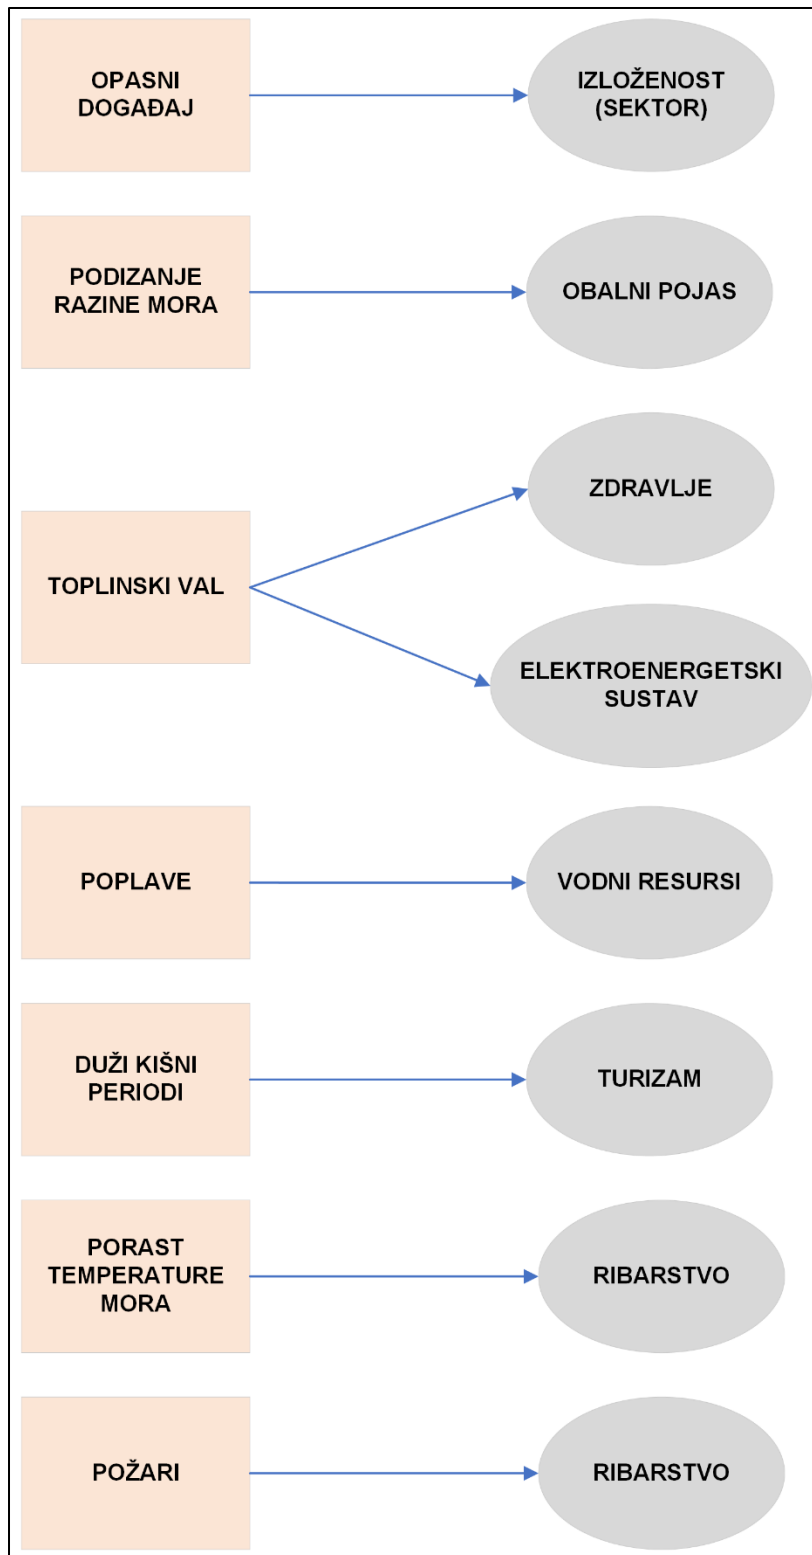 OPASNI
DOGAĐAJ
IZLOŽENOST
(SEKTOR)
PODIZANJE
RAZINE MORA
OBALNI POJAS
ZDRAVLJE
TOPLINSKI VAL
ELEKTROENERGETSKI
SUSTAV
POPLAVE
VODNI RESURSI
DUŽI KIŠNI
PERIODI
TURIZAM
PORAST
TEMPERATURE
MORA
RIBARSTVO
POŽARI
RIBARSTVO